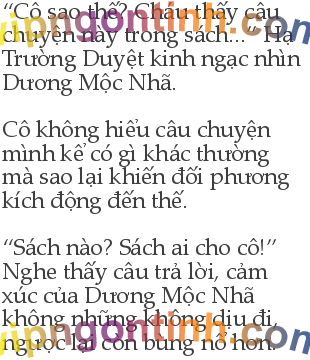 “Cô sao thế? Cháu thấy câu
chuyện này trong sách...” Hạ
Trường Duyệt kinh ngạc nhìn
Dương Mộc Nhã.
Cô không hiểu câu chuyện
mình kể có gì khác thường
mà sao lại khiến đối phương
kích động đến thế.
“Sách nào? Sách ai cho cô!”
Nghe thấy câu trả lời, cảm
xúc của Dương Mộc Nhã
không những không dịu đi,
ngược lại còn bùng nổ hơn.